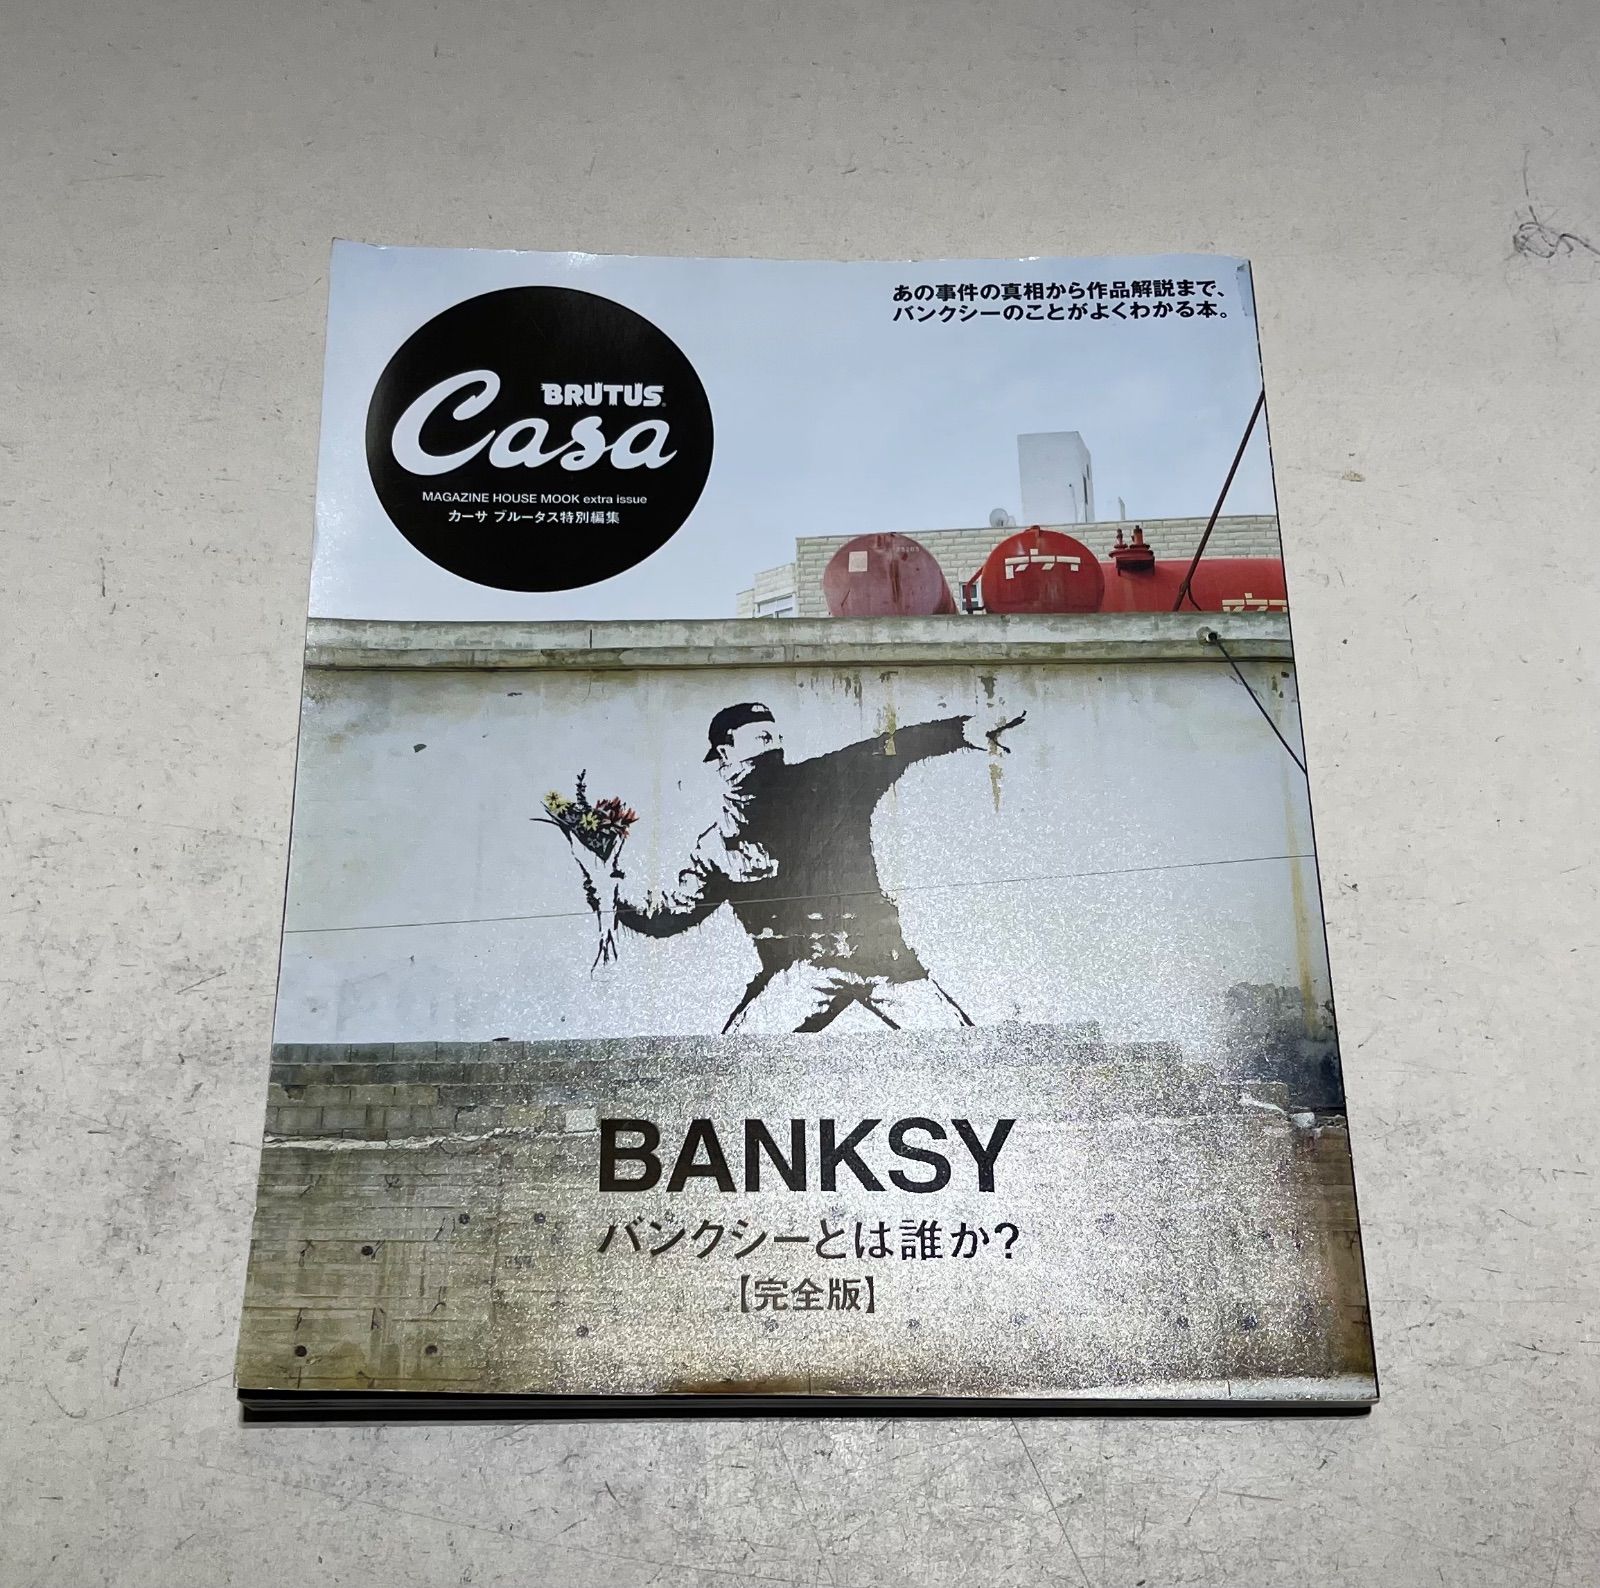 あの事件の真相から作品解説まで、
バンクシーのことがよくわかる本。
BRUTUS
Casa
MAGAZINE HOUSE MOOK extra issue
カーサ ブルータス特別編集
BANKSY
バンクシーとは誰か?
【完全版】